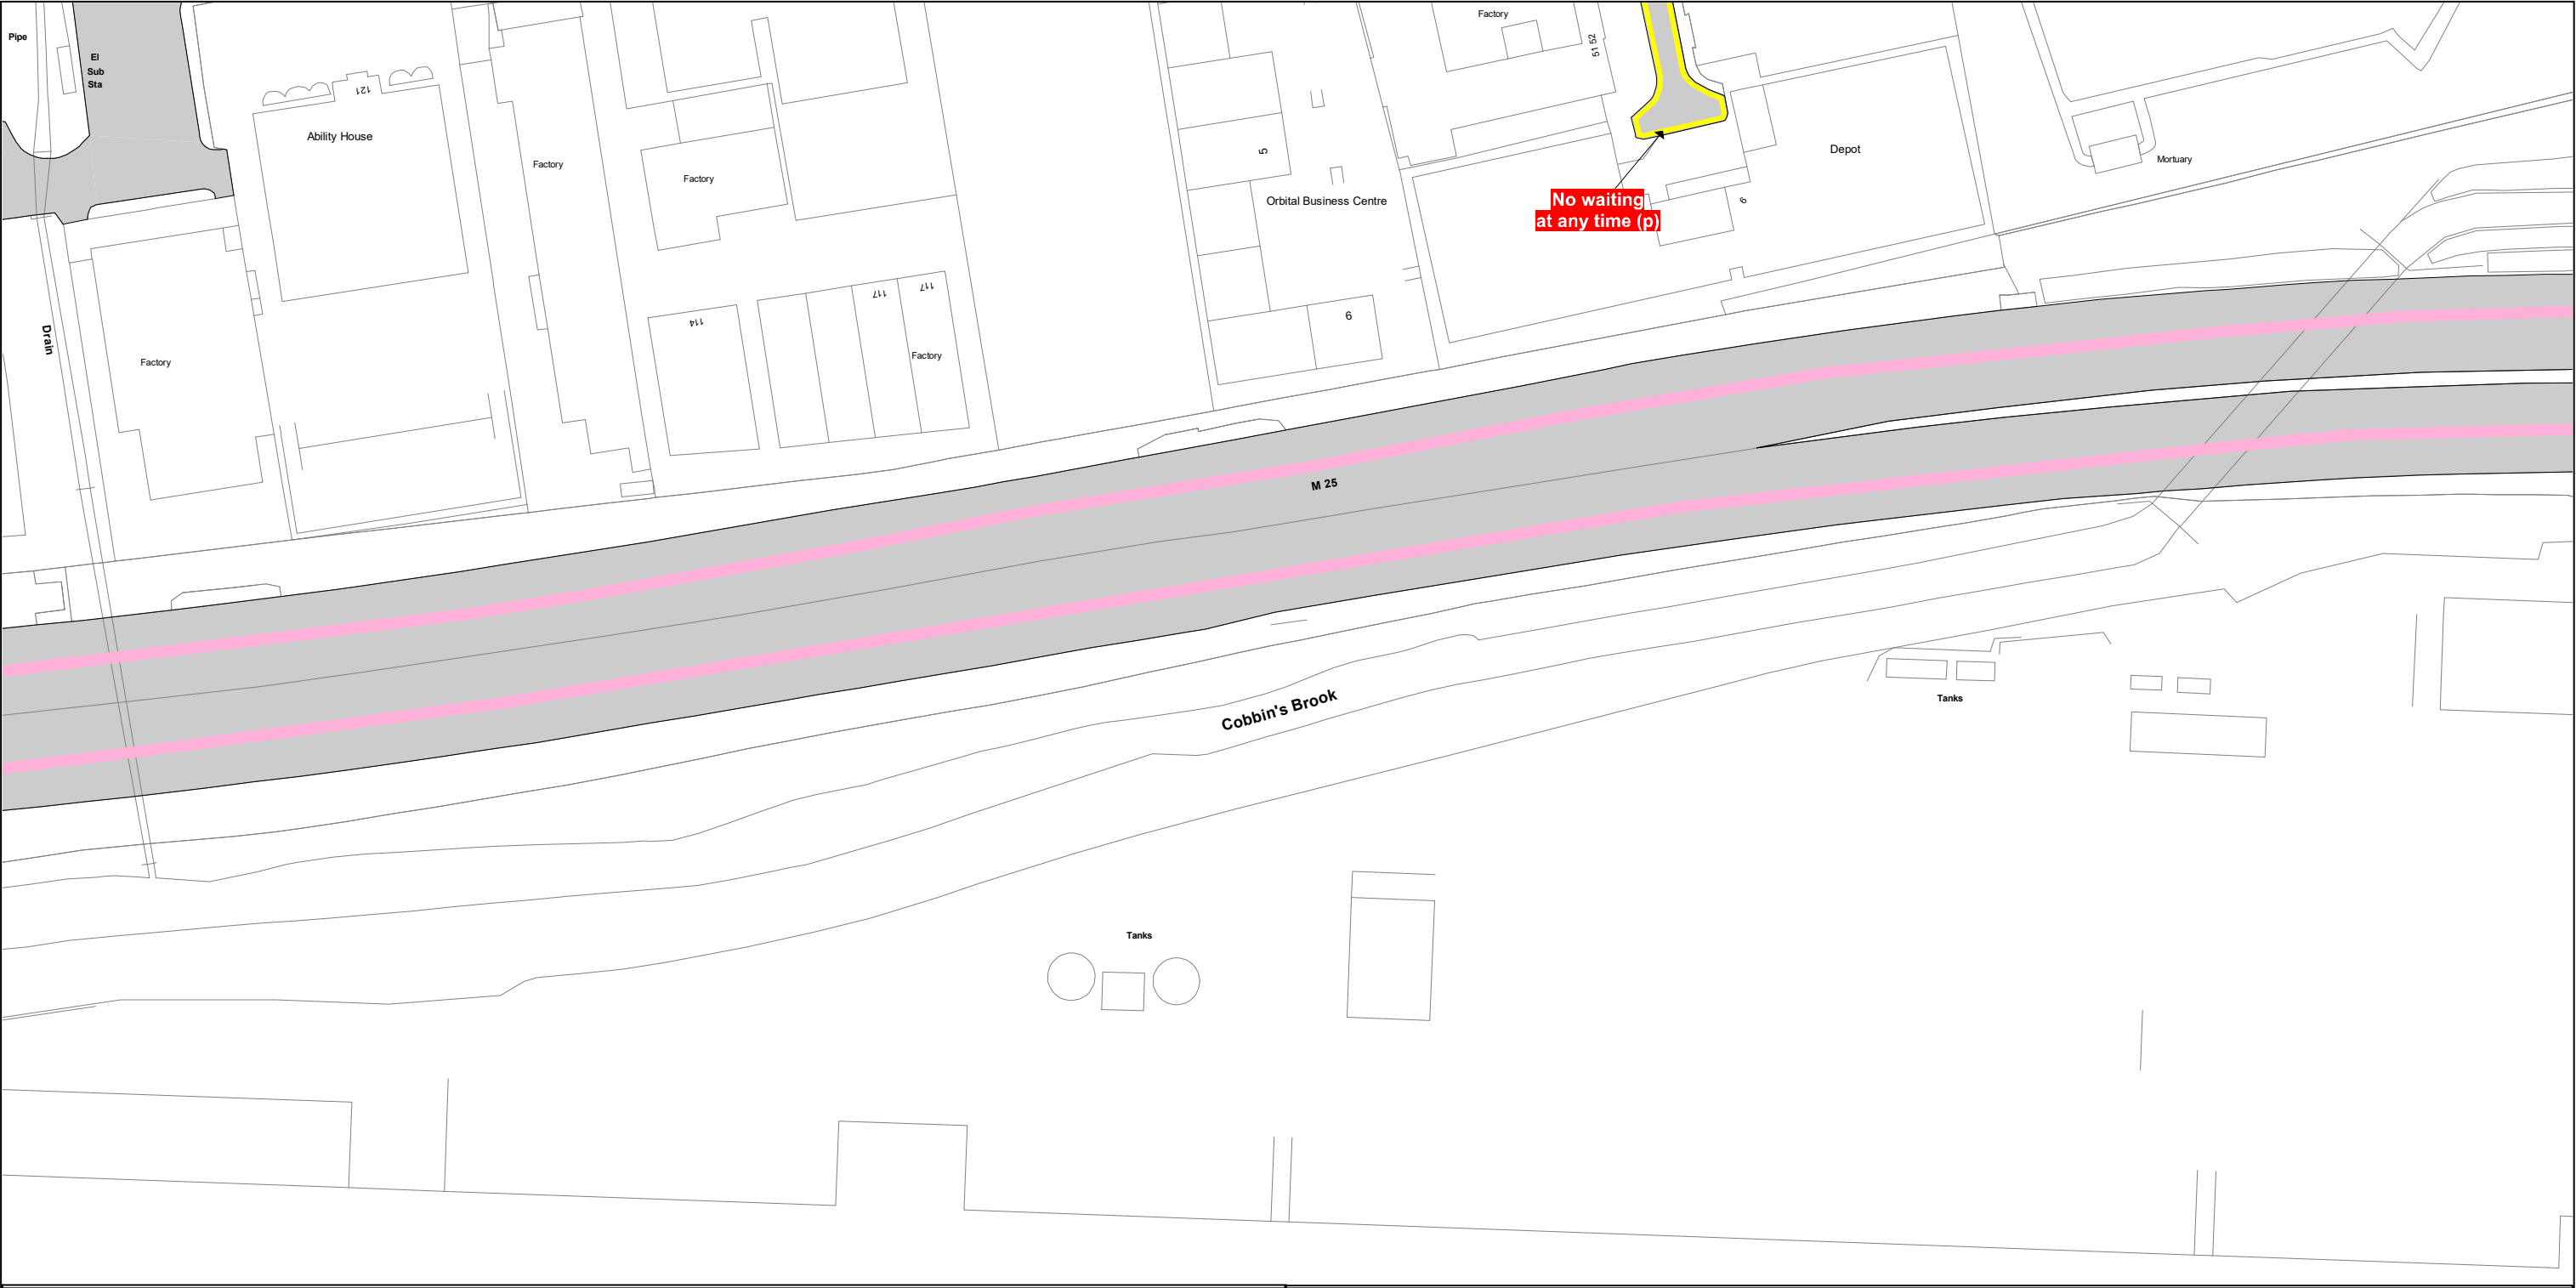 Pipe
El
Sub
Sta
121
Ability House
Factory
Factory
Factory
51 52
No waiting
at any time (p)
Depot
Mortuary
5
Orbital Business Centre
6
6
117
117
114
Factory
Factory
Drain
M 25
Cobbin's Brook
Tanks
Tanks